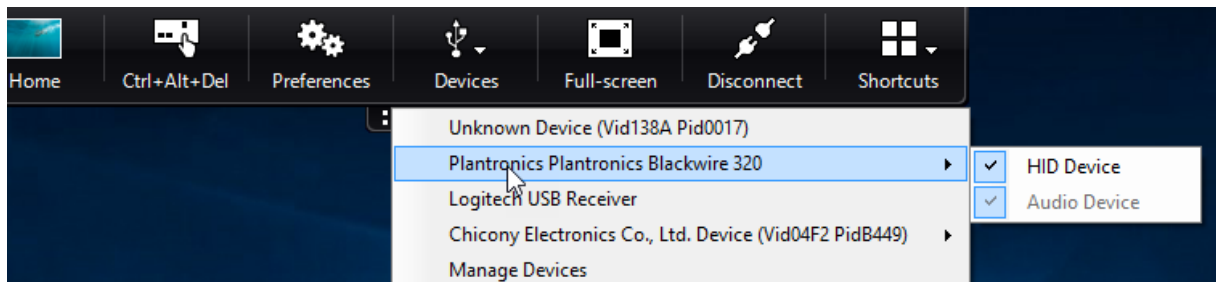 Home Ctrl+Alt+Del Preferences Devices Full-screen Disconnect Shortcuts
Unknown Device (Vid138A Pid0017)
Plantronics Plantronics Blackwire 320
HID Device
Logitech USB Receiver
Audio Device
Chicony Electronics Co., Ltd. Device (Vid04F2 PidB449)
Manage Devices